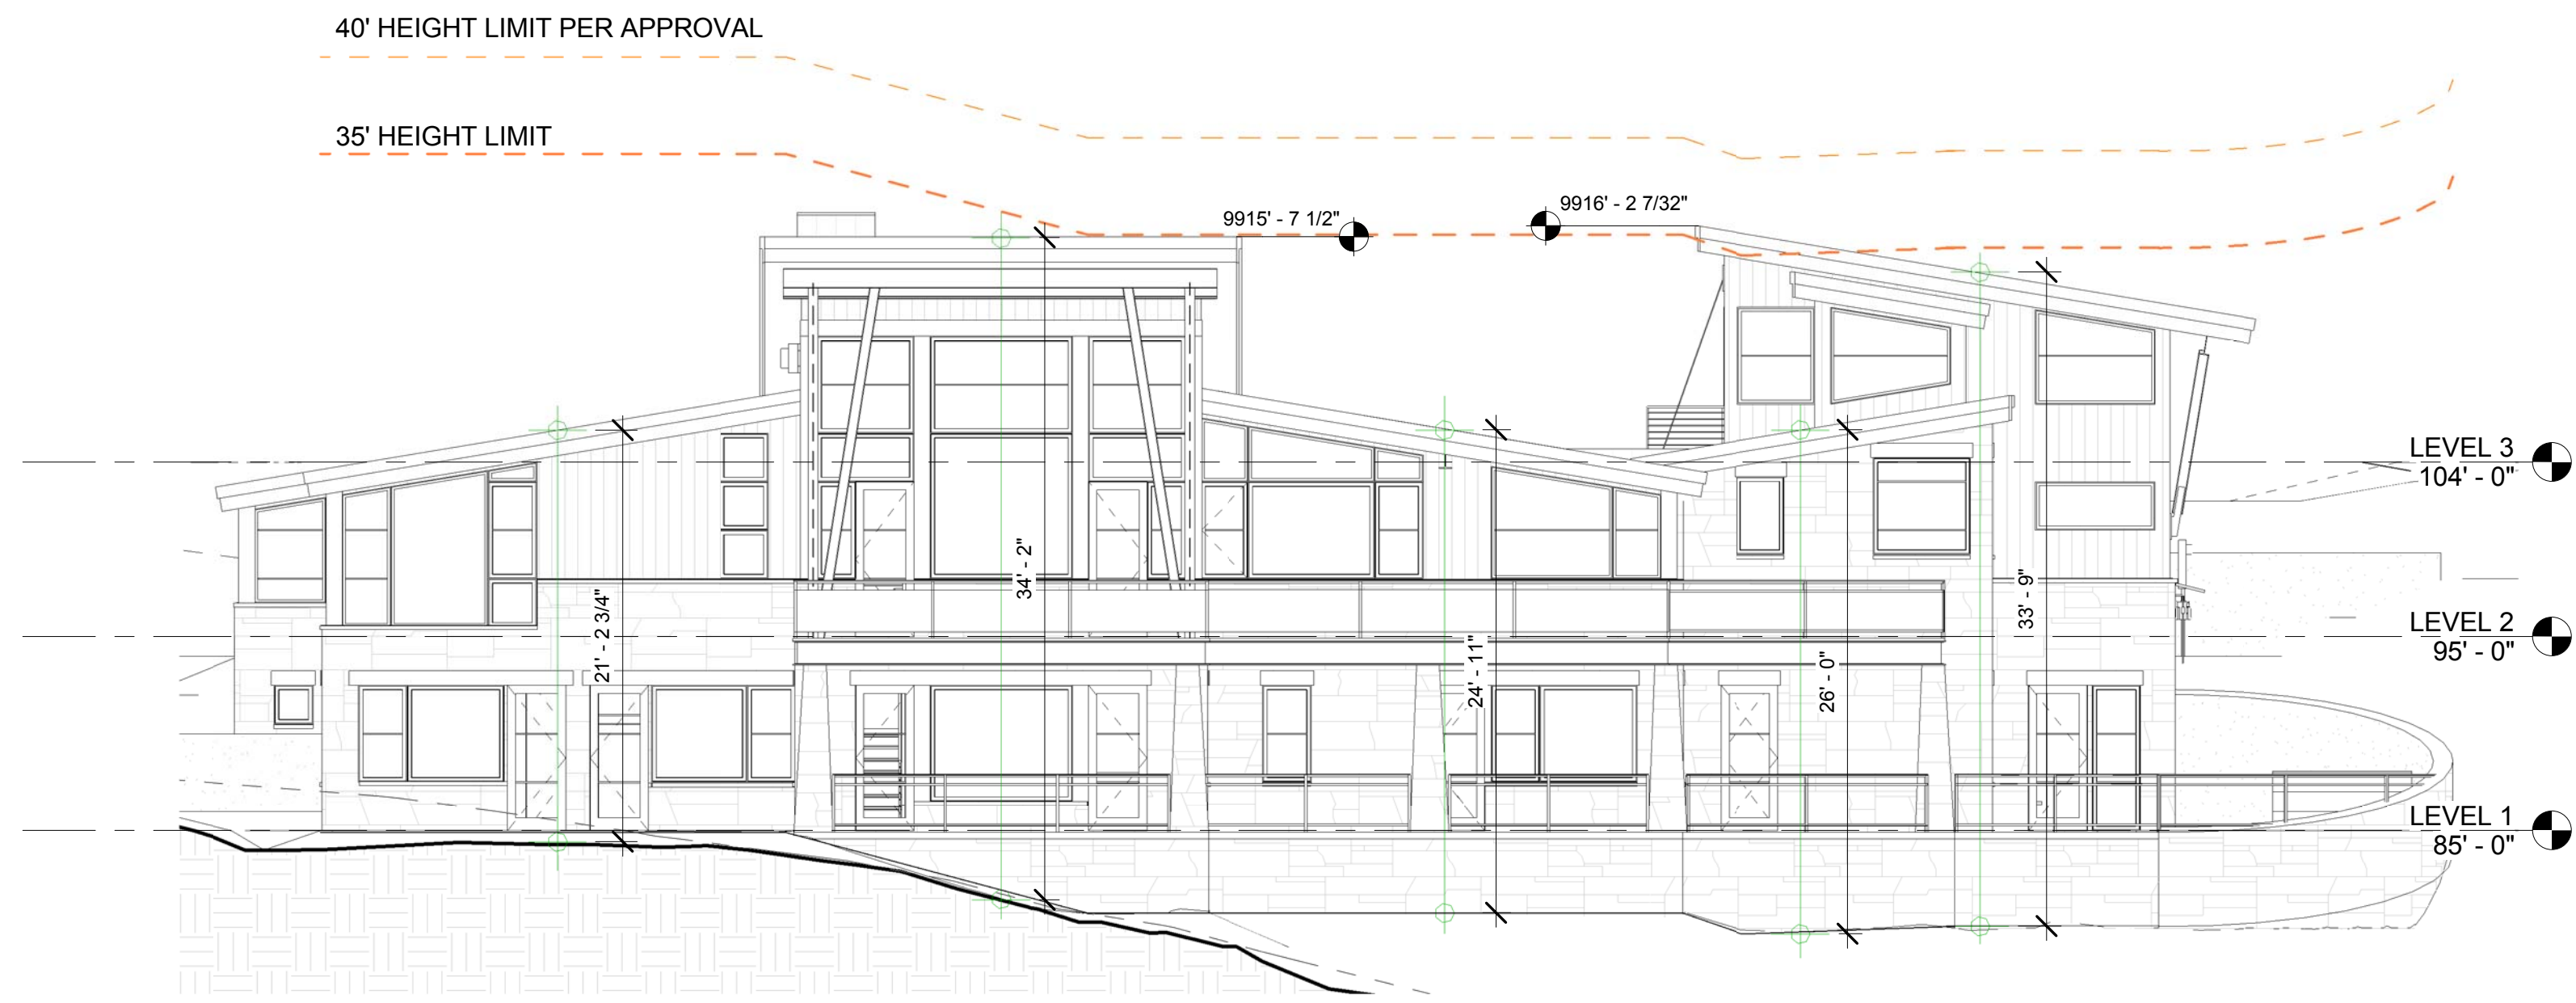 40' HEIGHT LIMIT PER APPROVAL
35' HEIGHT LIMIT
9915' - 7 1/2"
9916' - 2 7/32"
LEVEL 3
104' - 0"
34' - 2"
33' - 9"
21' - 2 3/4"
LEVEL 2
95' - 0"
24' - 11"
26' - 0"
LEVEL 1
85' - 0"